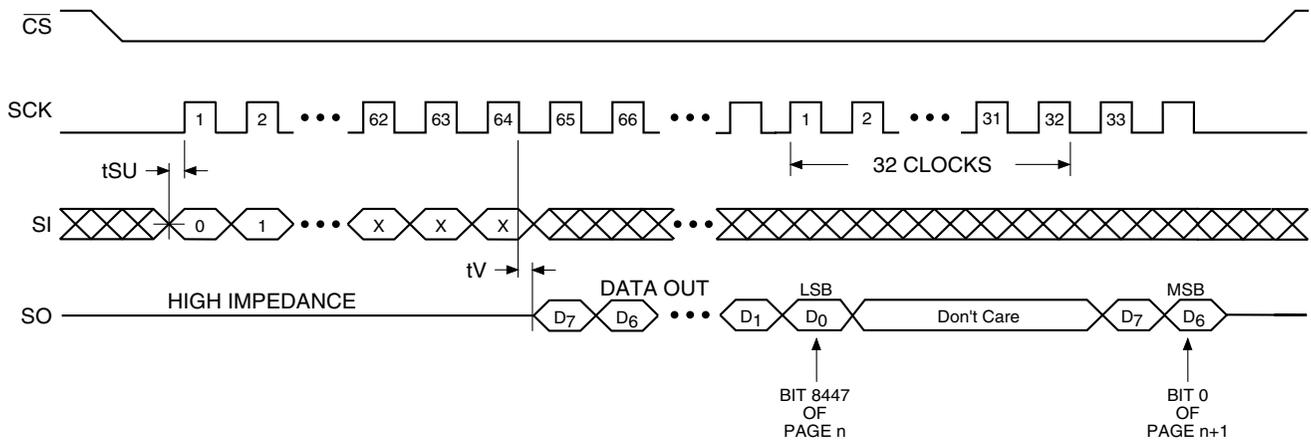 CS
SCK 1 2 ••• 62 63 64 65 66 ••• 1 2 ••• 31 32 33
tSU
32 CLOCKS
SI 0 1 ••• X X X •••
tV
HIGH IMPEDANCE
DATA OUT
LSB
MSB
SO D7 D6 ••• D1 D0 Don't Care D7 D6
BIT 8447
OF
PAGE n
BIT 0
OF
PAGE n+1